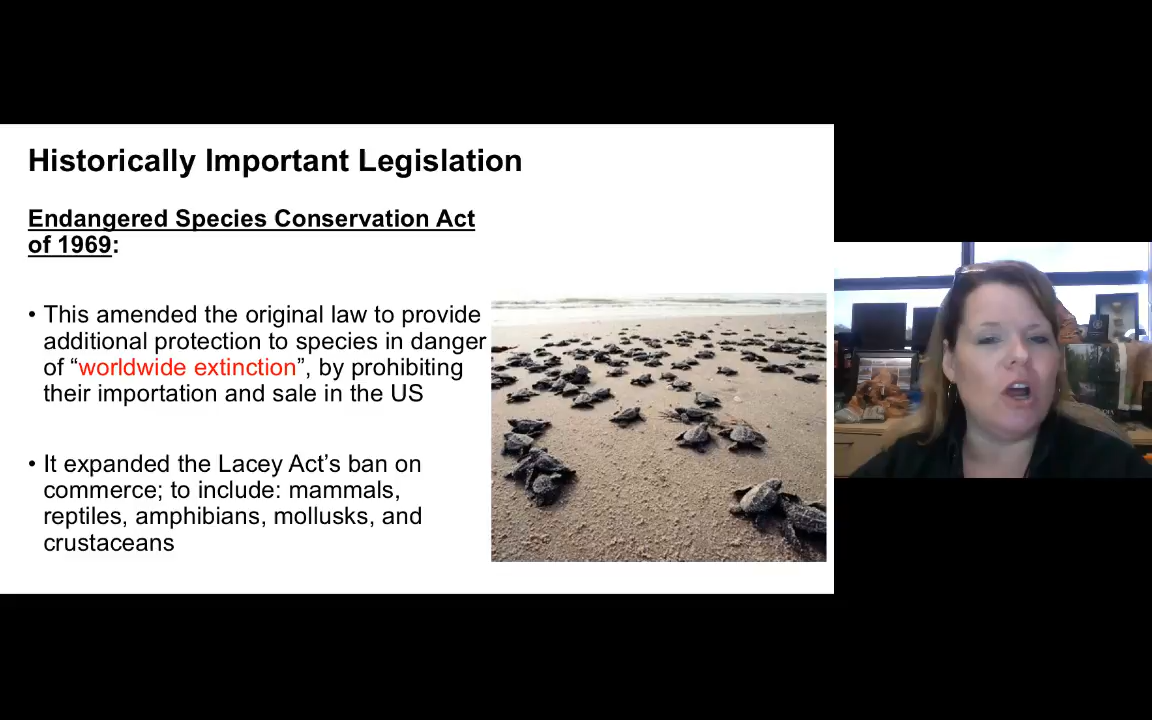 Historically Important Legislation
Endangered Species Conservation Act
of 1969:
• This amended the original law to provide
additional protection to species in danger
of “worldwide extinction”, by prohibiting
their importation and sale in the US
• It expanded the Lacey Act’s ban on
commerce; to include: mammals,
reptiles, amphibians, mollusks, and
crustaceans